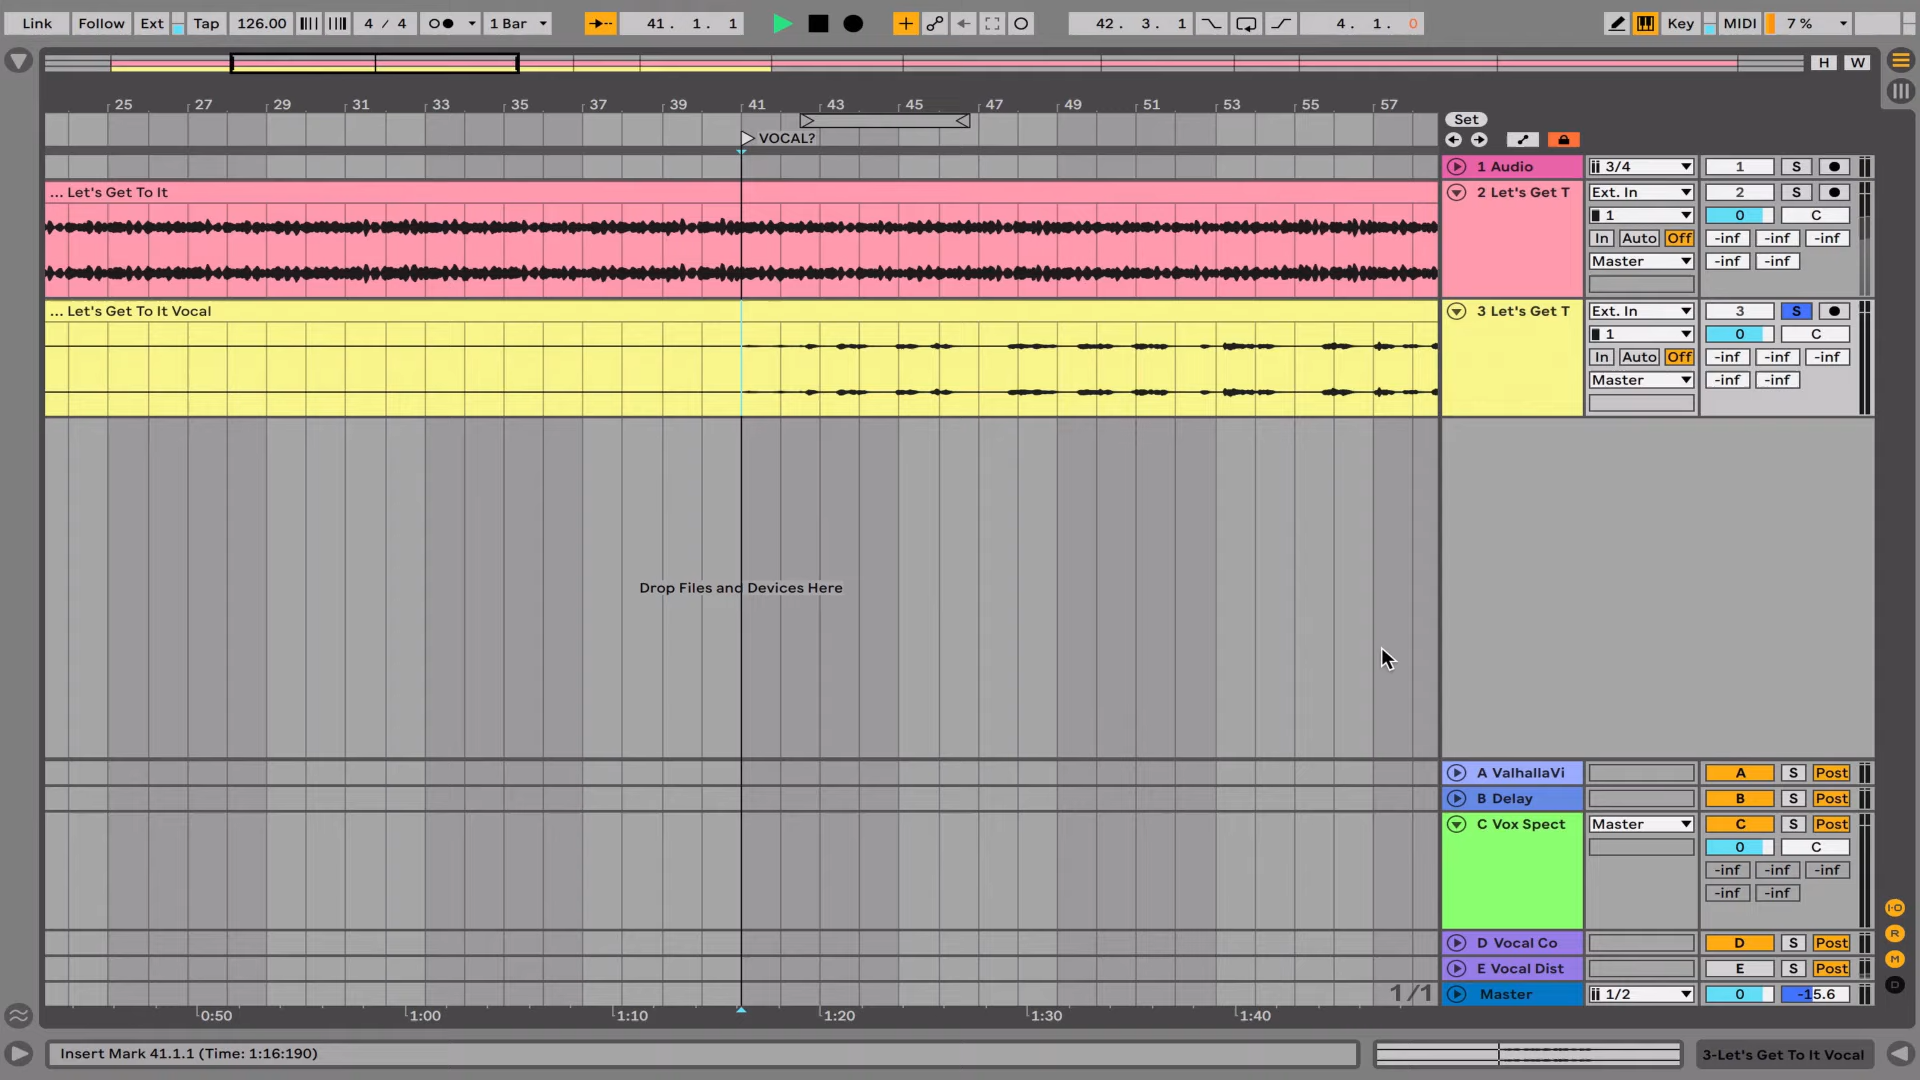 Link Follow Ext Tap 126.00 4 / 4 1 Bar 41. 1. 1 42. 3. 1 4. 1. 0 Key MIDI 7 %
H W
25 27 29 31 33 35 37 39 41 43 45 47 49 51 53 55 57
Set
VOCAL?
1 Audio 3/4 1 S
... Let's Get To It 2 Let's Get T Ext. In 2 S
1 0 C
In Auto Off -inf -inf -inf
Master -inf -inf
... Let's Get To It Vocal 3 Let's Get T Ext. In 3 S
1 0 C
In Auto Off -inf -inf -inf
Master -inf -inf
Drop Files and Devices Here
A ValhallaVi A S Post
B Delay B S Post
C Vox Spect Master C S Post
0 C
-inf -inf -inf
-inf -inf
I-O
D Vocal Co D S Post
R
E Vocal Dist E S Post
M
1/1 Master 1/2 0 -15.6
D
0:50 1:00 1:10 1:20 1:30 1:40
Insert Mark 41.1.1 (Time: 1:16:190) 3-Let's Get To It Vocal